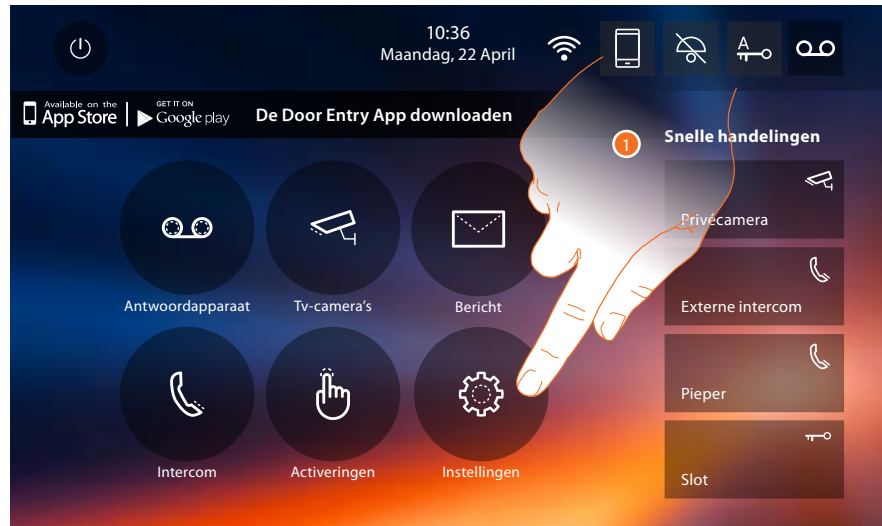 10:36
Maandag, 22 April
A
Available on the
App Store
GET IT ON
Google play
De Door Entry App downloaden
1
Snelle handelingen
Privécamera
Externe intercom
Pieper
Slot
Antwoordapparaat
Tv-camera's
Bericht
Intercom
Activeringen
Instellingen